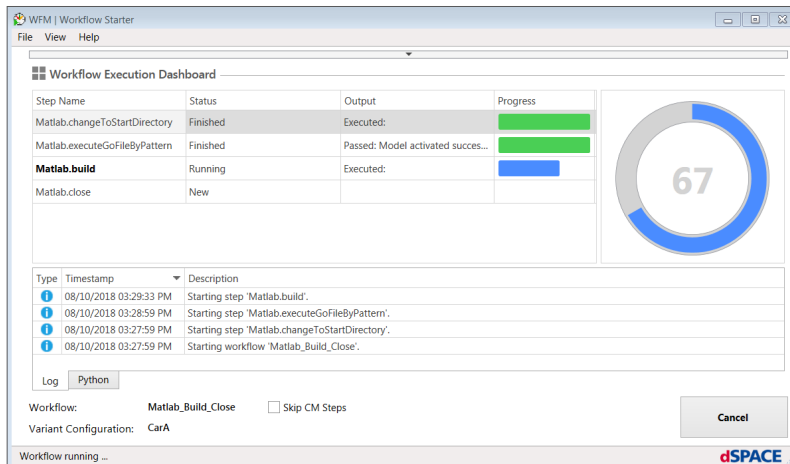 WFM | Workflow Starter
File View Help
Workflow Execution Dashboard
Step Name Status Output Progress
Matlab.changeToStartDirectory Finished Executed:
Matlab.executeGoFileByPattern Finished Passed: Model activated succes...
Matlab.build Running Executed:
Matlab.close New
67
Type Timestamp Description
08/10/2018 03:29:33 PM Starting step 'Matlab.build'.
08/10/2018 03:28:59 PM Starting step 'Matlab.executeGoFileByPattern'.
08/10/2018 03:27:59 PM Starting step 'Matlab.changeToStartDirectory'.
08/10/2018 03:27:59 PM Starting workflow 'Matlab_Build_Close'.
Log Python
Workflow: Matlab_Build_Close Skip CM Steps
Variant Configuration: CarA
Cancel
Workflow running ...
dSPACE